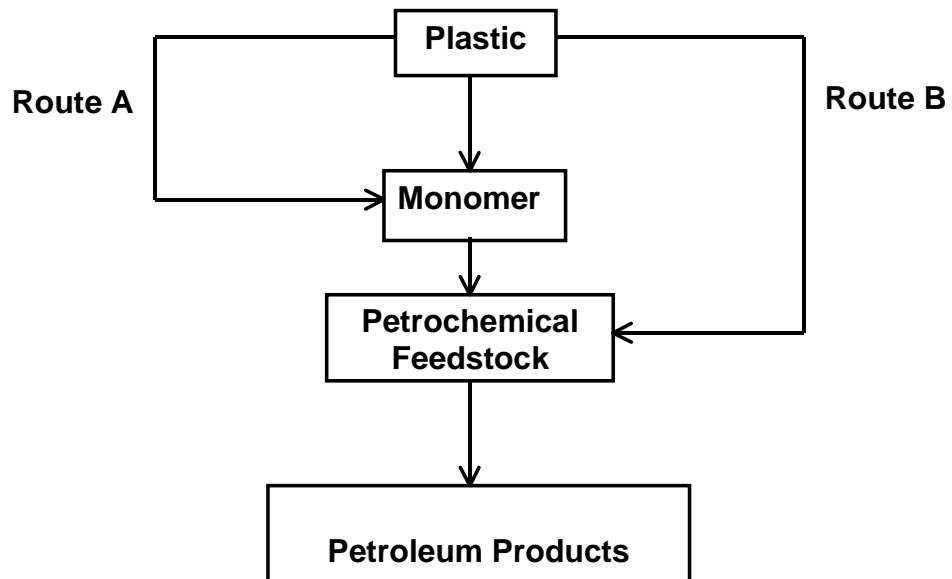 Plastic
Route A
Route B
Monomer
Petrochemical
Feedstock
Petroleum Products